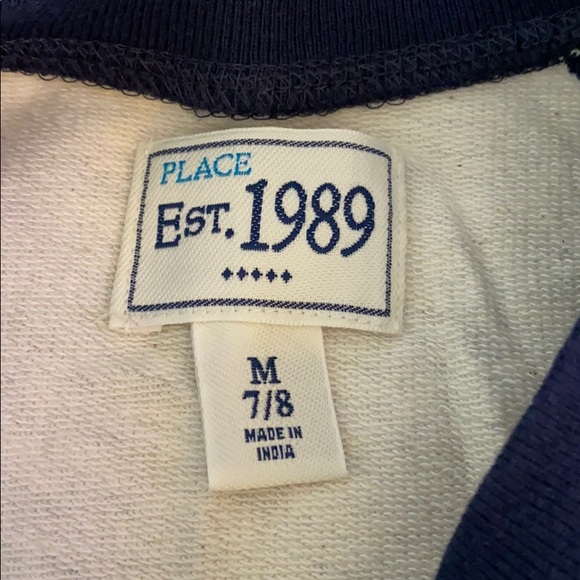 PLACE
EST. 1989
M
7/8
MADE IN
INDIA